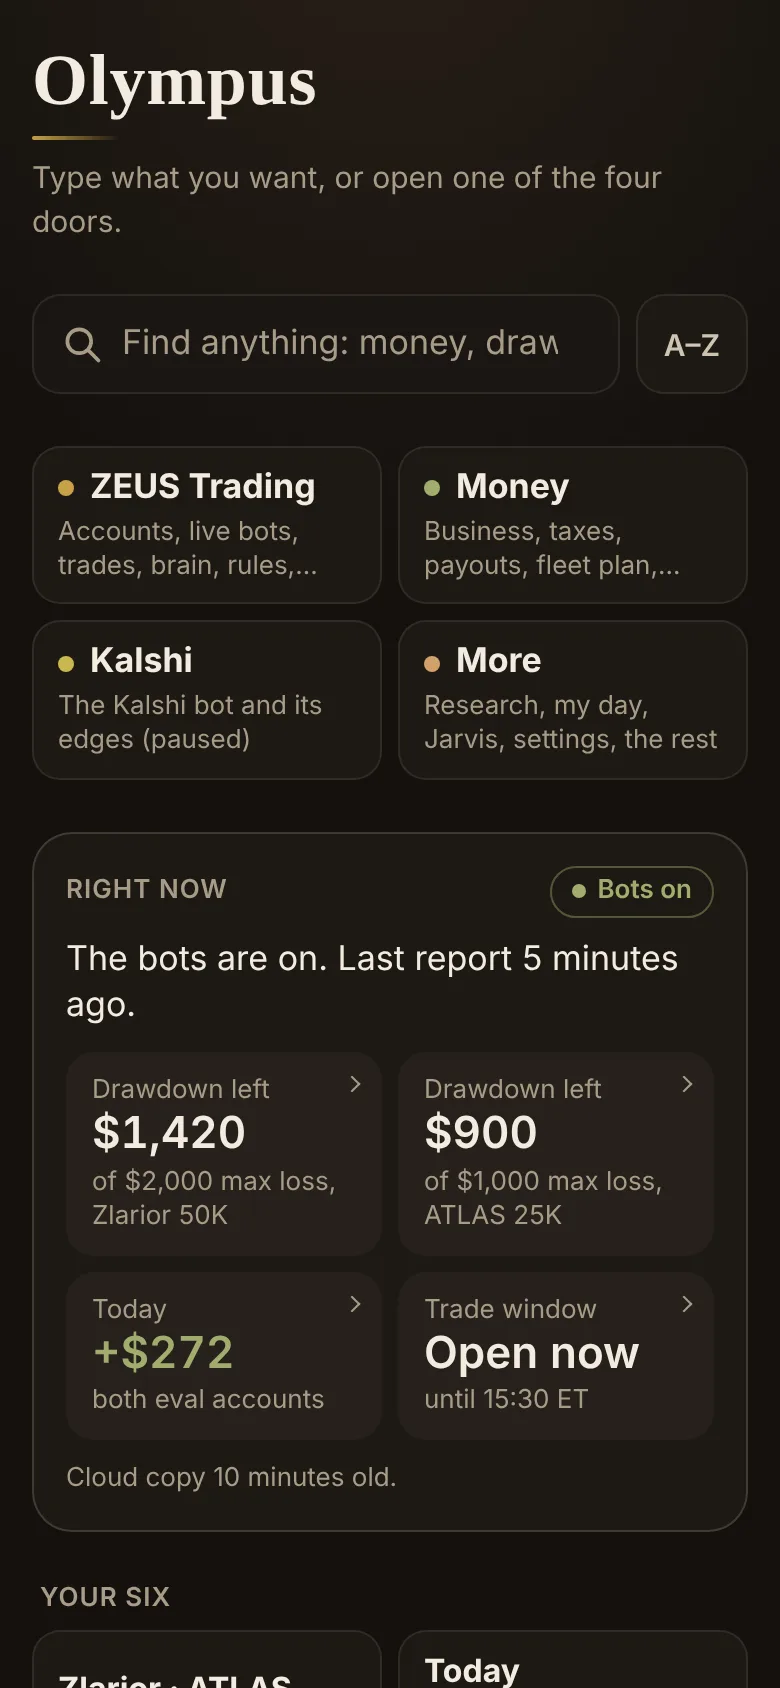 Olympus
Type what you want, or open one of the four
doors.
Find anything: money, draw
A–Z
ZEUS Trading
Accounts, live bots,
trades, brain, rules,...
Money
Business, taxes,
payouts, fleet plan,...
Kalshi
The Kalshi bot and its
edges (paused)
More
Research, my day,
Jarvis, settings, the rest
RIGHT NOW
Bots on
The bots are on. Last report 5 minutes
ago.
Drawdown left
$1,420
of $2,000 max loss,
Zlarior 50K
Drawdown left
$900
of $1,000 max loss,
ATLAS 25K
Today
+$272
both eval accounts
Trade window
Open now
until 15:30 ET
Cloud copy 10 minutes old.
YOUR SIX
Zlarior · ATLAS
Today